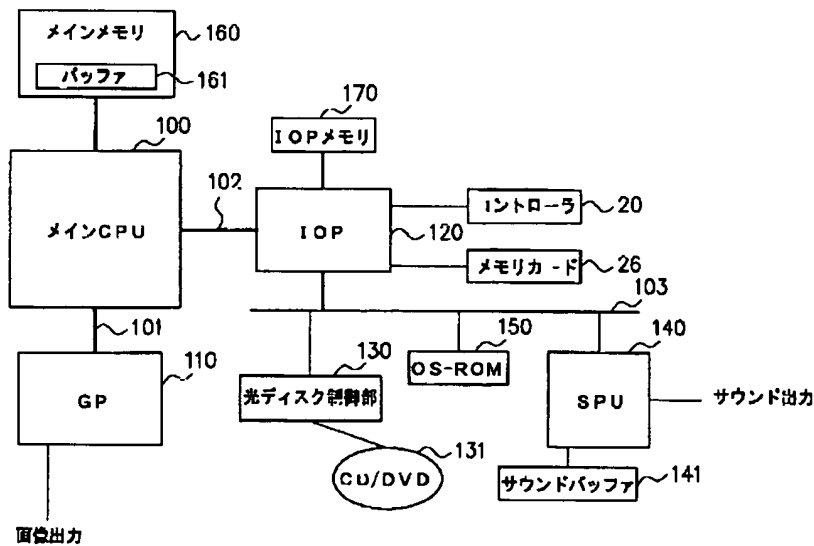 メインメモリ
160
バッファ
161
100
170
IOPメモリ
102
メインCPU
IOP
120
コントローラ
20
メモリカード
26
103
101
110
GP
130
光ディスク制御部
150
OS-ROM
140
SPU
サウンド出力
131
CD/DVD
サウンドバッファ
141
画像出力